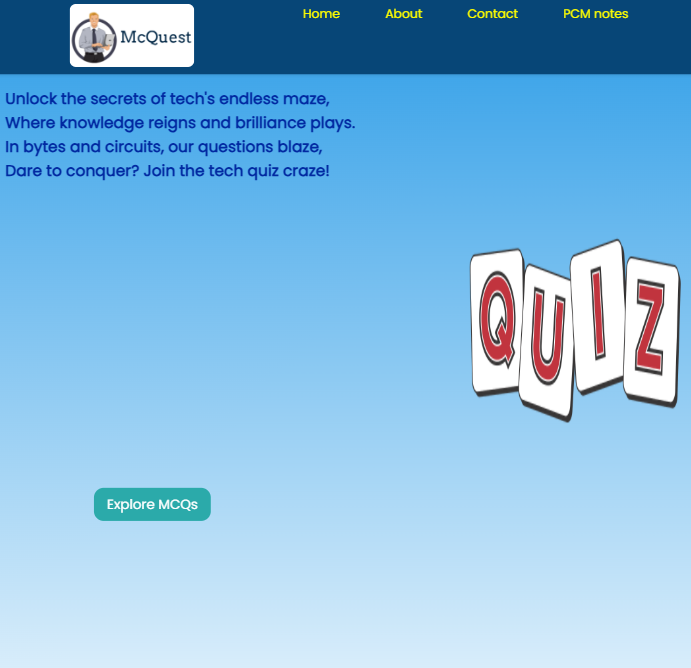 McQuest
Home About Contact PCM notes
Unlock the secrets of tech's endless maze,
Where knowledge reigns and brilliance plays.
In bytes and circuits, our questions blaze,
Dare to conquer? Join the tech quiz craze!
QUIZ
Explore MCQs